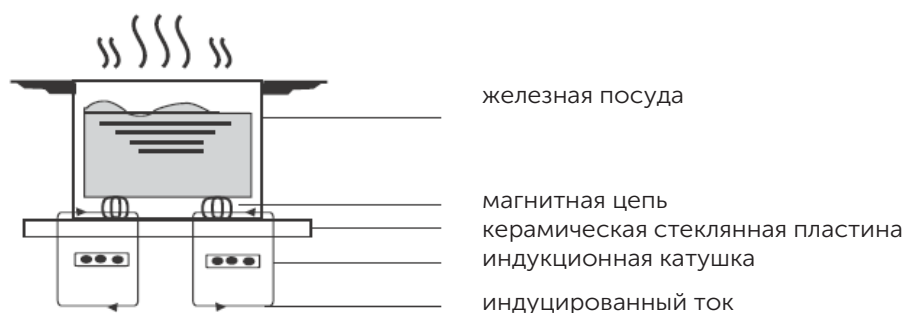 железная посуда
магнитная цепь
керамическая стеклянная пластина
индукционная катушка
индуцированный ток